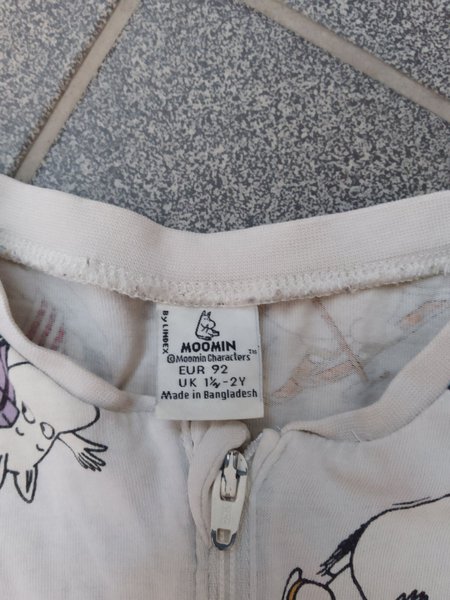 By LINDEX
MOOMIN
©Moomin Characters™
EUR 92
UK 1½-2Y
Made in Bangladesh